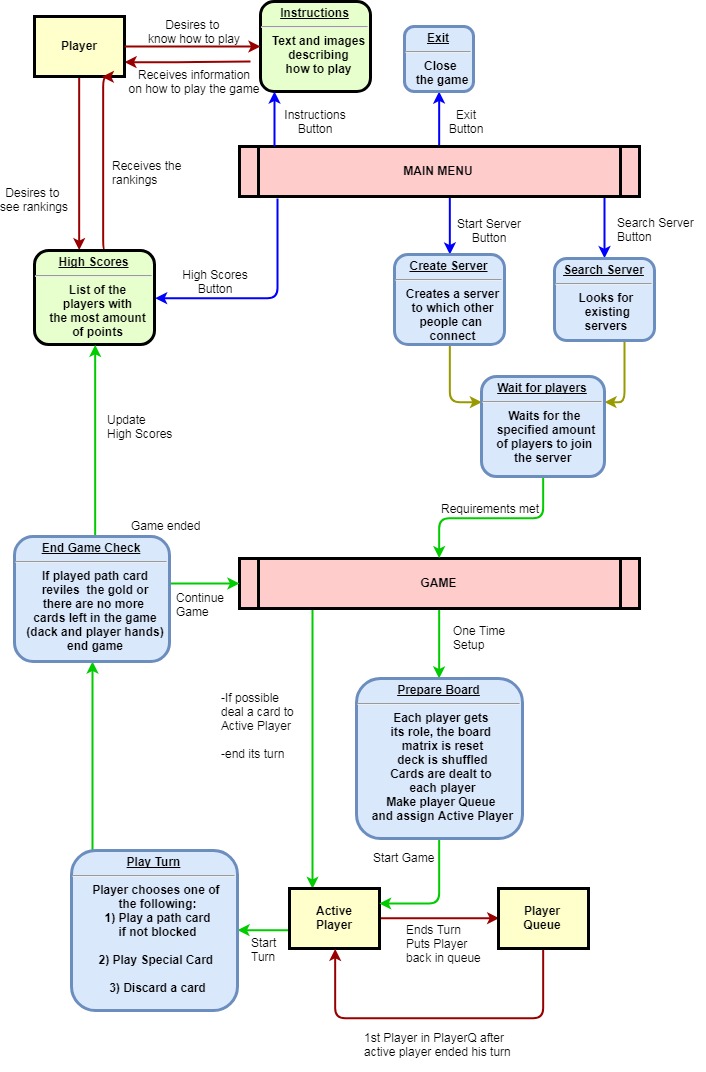 Player
Desires to
know how to play
Receives information
on how to play the game
Instructions
Text and images
describing
how to play
Exit
Close
the game
Instructions
Button
Exit
Button
MAIN MENU
Desires to
see rankings
Receives the
rankings
High Scores
List of the
players with
the most amount
of points
High Scores
Button
Start Server
Button
Search Server
Button
Create Server
Creates a server
to which other
people can
connect
Search Server
Looks for
existing
servers
Wait for players
Waits for the
specified amount
of players to join
the server
Update
High Scores
Requirements met
Game ended
End Game Check
If played path card
reviles the gold or
there are no more
cards left in the game
(dack and player hands)
end game
Continue
Game
GAME
One Time
Setup
-If possible
deal a card to
Active Player
-end its turn
Prepare Board
Each player gets
its role, the board
matrix is reset
deck is shuffled
Cards are dealt to
each player
Make player Queue
and assign Active Player
Start Game
Play Turn
Player chooses one of
the following:
1) Play a path card
if not blocked
2) Play Special Card
3) Discard a card
Start
Turn
Active
Player
Ends Turn
Puts Player
back in queue
Player
Queue
1st Player in PlayerQ after
active player ended his turn